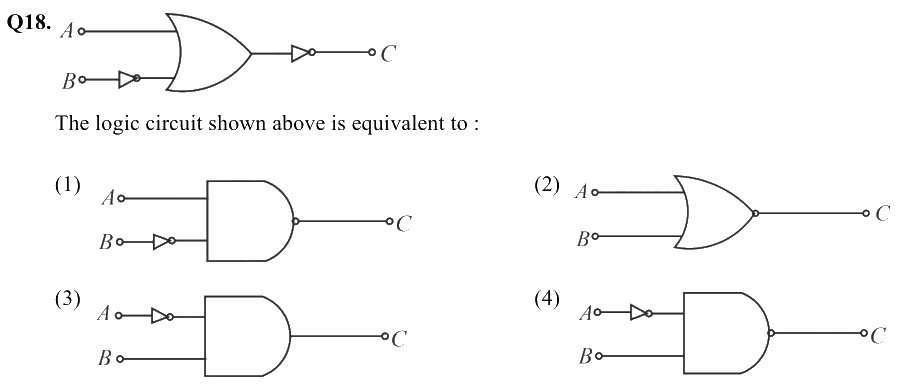 Q18. A
C
B
The logic circuit shown above is equivalent to :
(1) A
B
C
(2) A
B
C
(3) A
B
C
(4) A
B
C